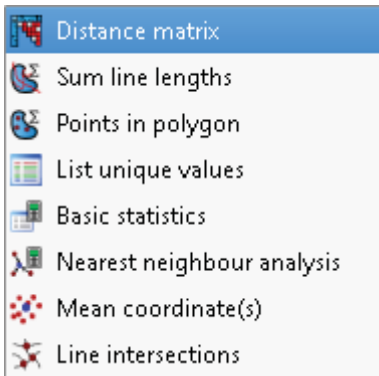 Distance matrix
Sum line lengths
Points in polygon
List unique values
Basic statistics
Nearest neighbour analysis
Mean coordinate(s)
Line intersections